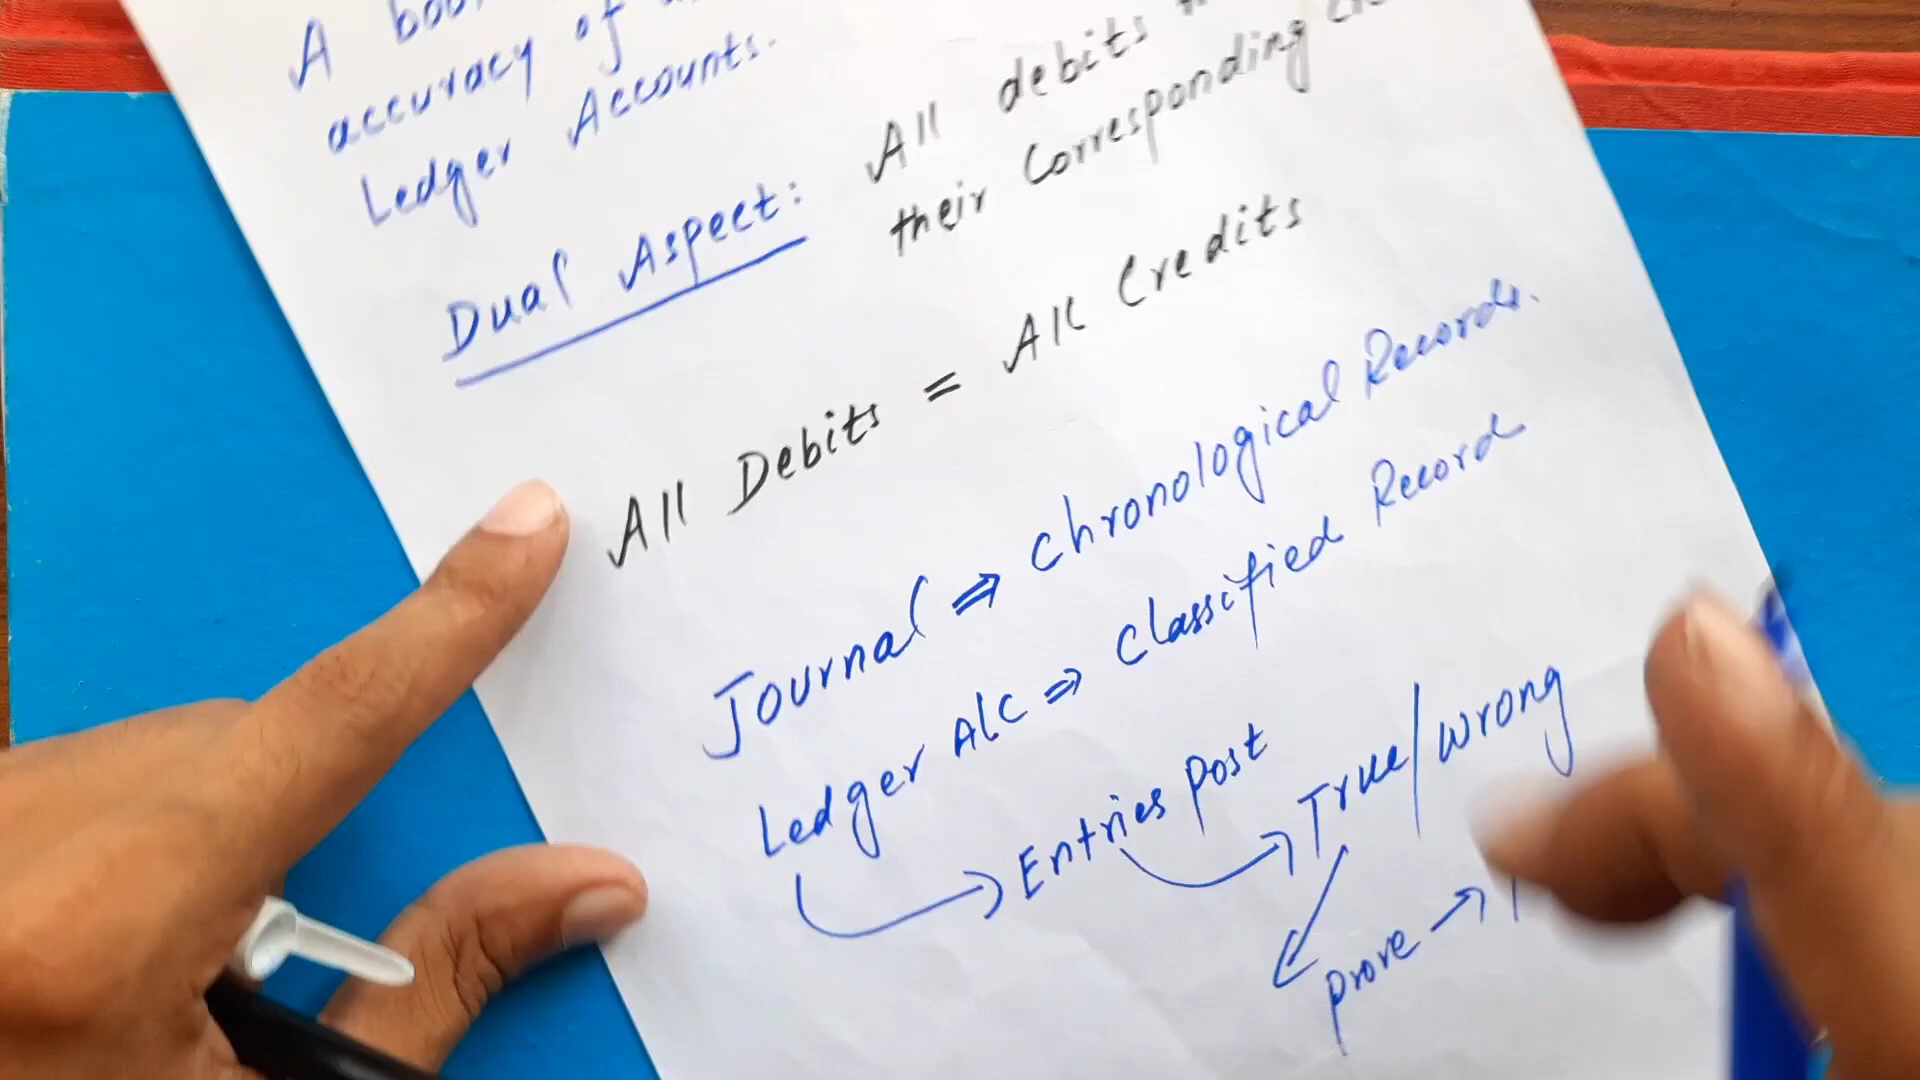 A
accuracy of
Ledger Accounts.
Dual Aspect: All debits
their Corresponding
All Debits = All Credits
Journal ⇒ chronological Records.
Ledger A/C ⇒ Classified Record
→ Entries Post → True/wrong
prove →